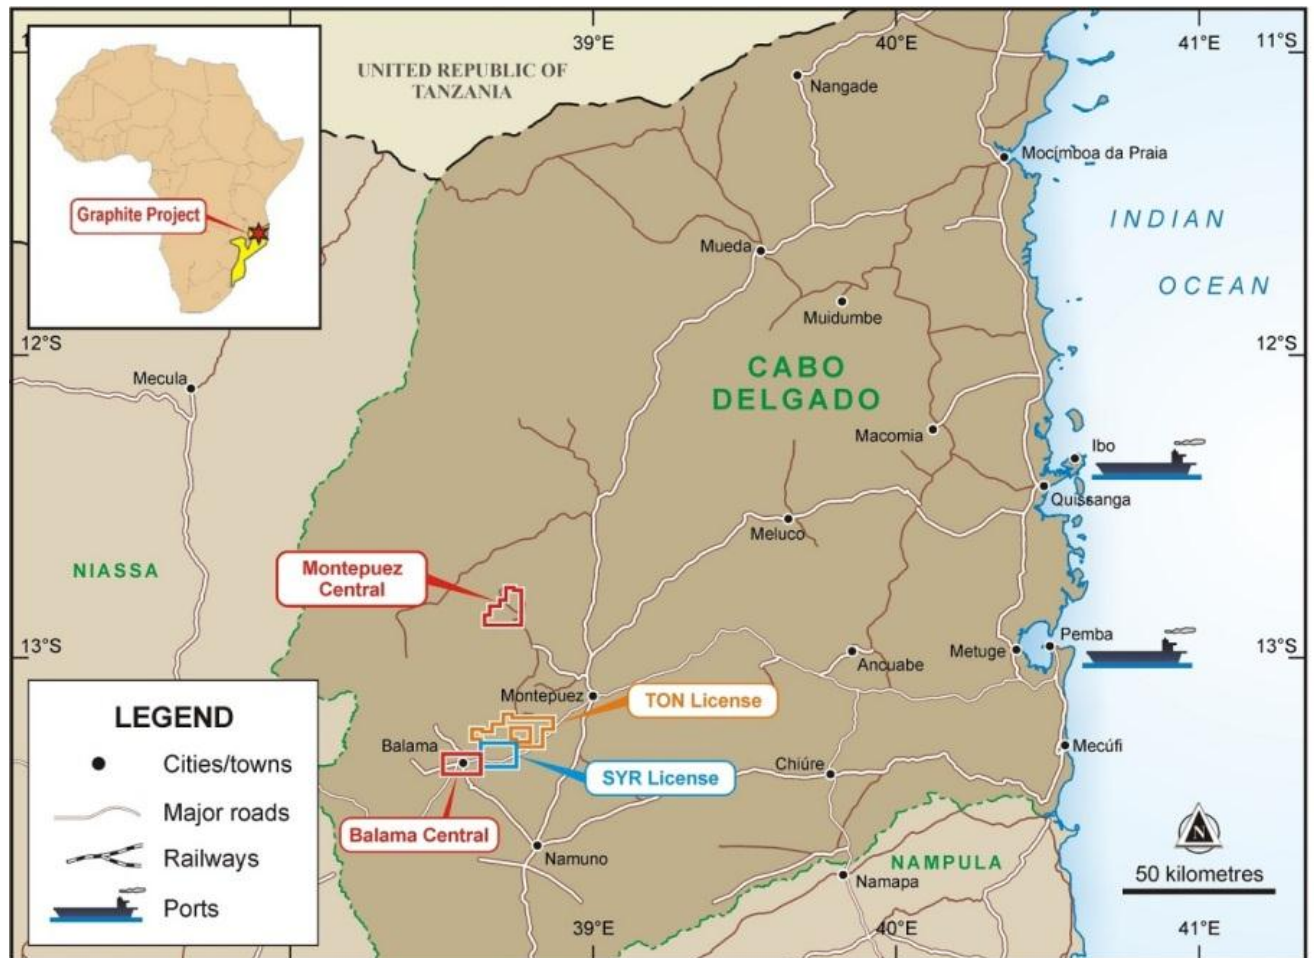 39°E
40°E
41°E
11°S
UNITED REPUBLIC OF
TANZANIA
Nangade
Mocímboa da Praia
Graphite Project
INDIAN
OCEAN
Mueda
Muidumbe
12°S
12°S
Mecula
CABO
DELGADO
Macomia
Ibo
Quissanga
Meluco
NIASSA
Montepuez
Central
13°S
13°S
Pemba
Metuge
Ancuabe
Montepuez
TON License
LEGEND
Cities/towns
Major roads
Railways
Ports
Balama
Mecúfi
Chiúre
SYR License
Balama Central
Namuno
NAMPULA
Namapa
N
50 kilometres
39°E
40°E
41°E